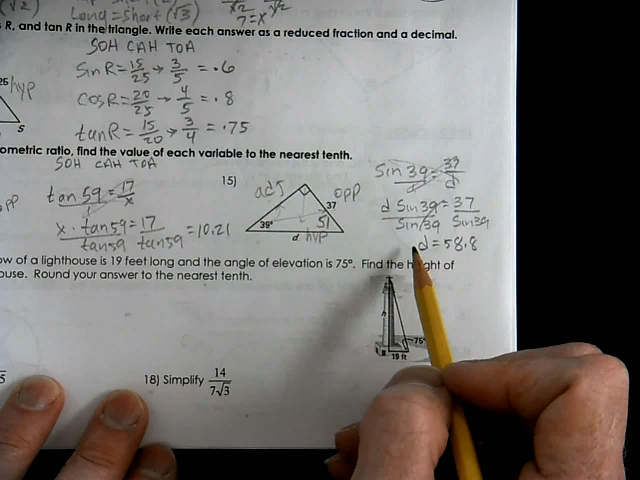 Long = short (√3)
7 = x
R, and tan R in the triangle. Write each answer as a reduced fraction and a decimal.
SOH CAH TOA
25 hyp
S
Sin R = 15/25 → 3/5 = .6
cos R = 20/25 → 4/5 = .8
tan R = 15/20 → 3/4 = .75
ometric ratio, find the value of each variable to the nearest tenth.
SOH CAH TOA
tan 59 = 17/x
x · tan 59 = 17
tan 59 tan 59
= 10.21
15)
adj
opp
37
39°
51
d
hyp
Sin 39 = 37/d
d Sin 39 = 37
Sin 39 Sin 39
d = 58.8
ow of a lighthouse is 19 feet long and the angle of elevation is 75°. Find the height of
ouse. Round your answer to the nearest tenth.
75°
19 ft
18) Simplify 14/7√3